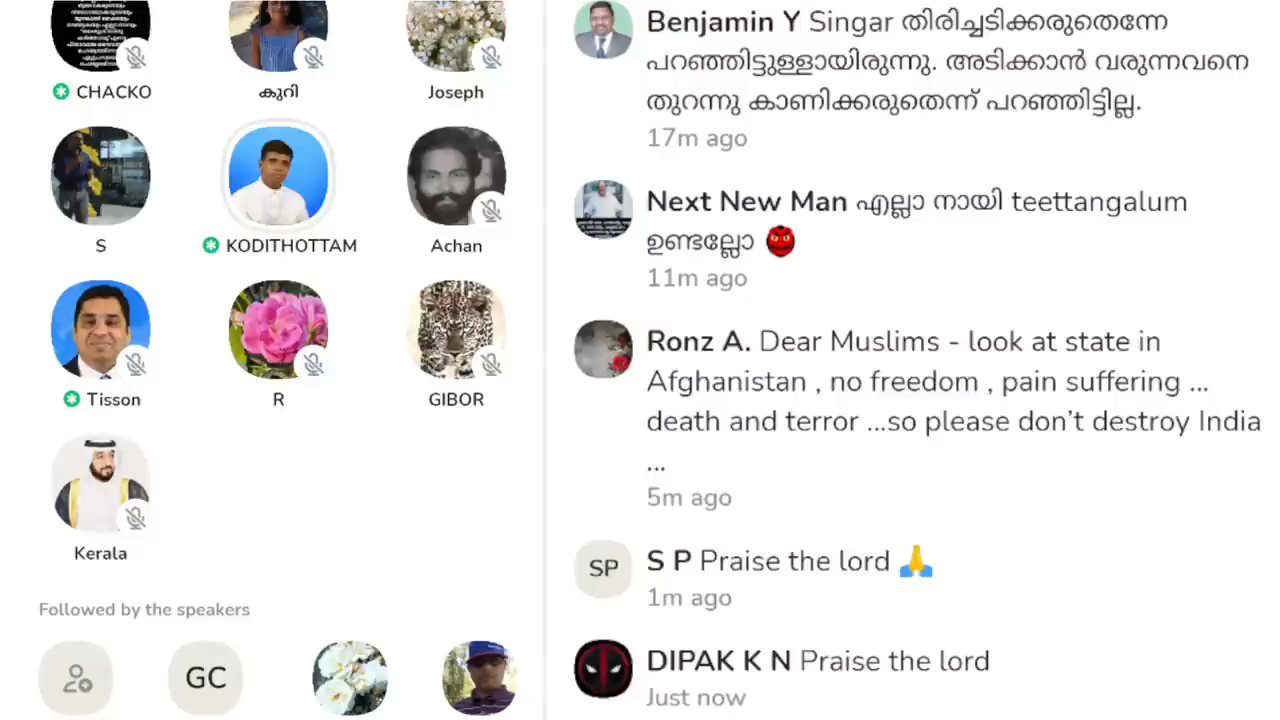 CHACKO
കുറി
Joseph
S
KODITHOTTAM
Achan
Tisson
R
GIBOR
Kerala
Followed by the speakers
GC
Benjamin Y Singar തിരിച്ചടിക്കരുതെന്നേ
പറഞ്ഞിട്ടുള്ളായിരുന്നു. അടിക്കാൻ വരുന്നവനെ
തുറന്നു കാണിക്കരുതെന്ന് പറഞ്ഞിട്ടില്ല.
17m ago
Next New Man എല്ലാ നായി teettangalum
ഉണ്ടല്ലോ 👹
11m ago
Ronz A. Dear Muslims - look at state in
Afghanistan , no freedom , pain suffering ...
death and terror ...so please don’t destroy India
...
5m ago
SP
S P Praise the lord 🙏
1m ago
DIPAK K N Praise the lord
Just now